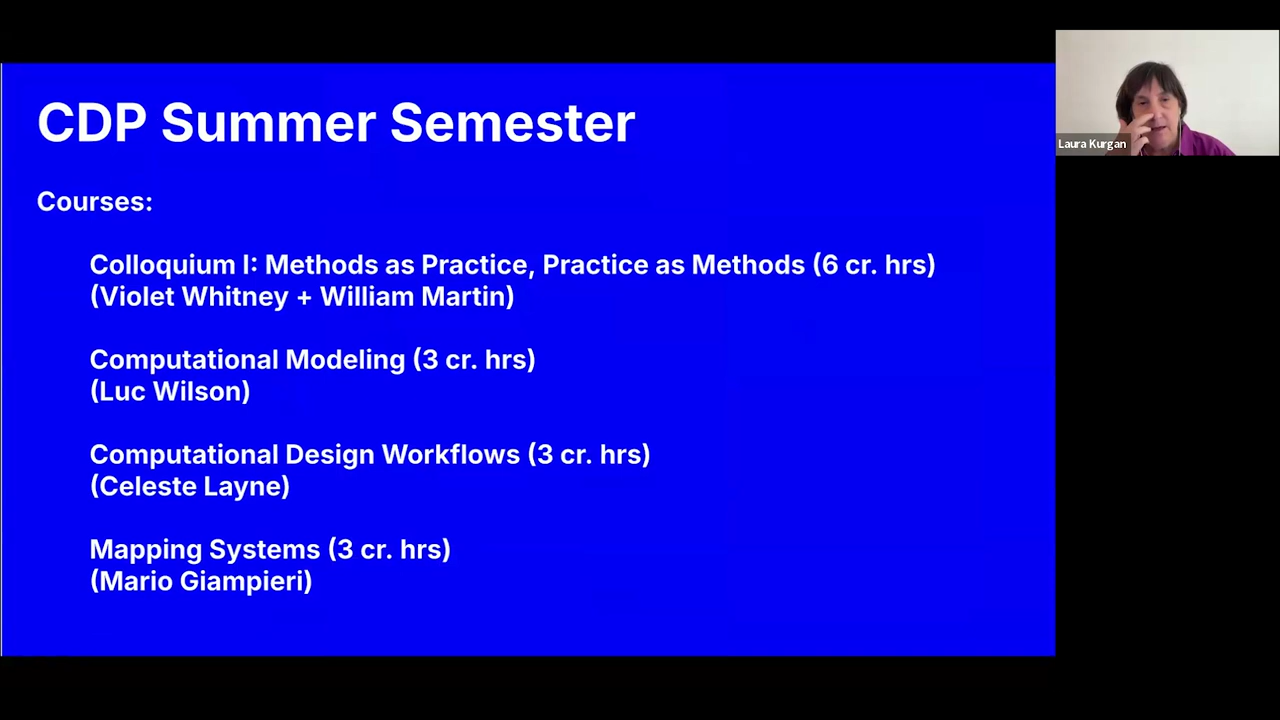 CDP Summer Semester
Courses:
Colloquium I: Methods as Practice, Practice as Methods (6 cr. hrs)
(Violet Whitney + William Martin)
Computational Modeling (3 cr. hrs)
(Luc Wilson)
Computational Design Workflows (3 cr. hrs)
(Celeste Layne)
Mapping Systems (3 cr. hrs)
(Mario Giampieri)
Laura Kurgan